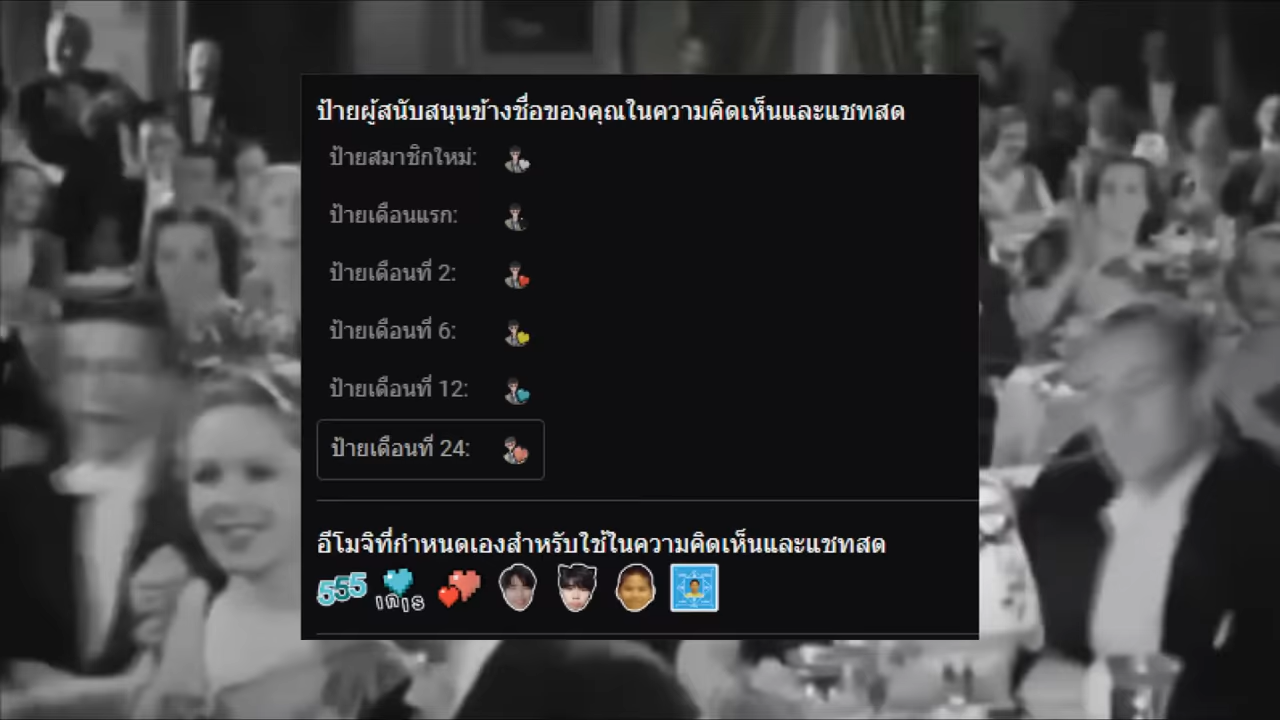 ป้ายผู้สนับสนุนข้างชื่อของคุณในความคิดเห็นและแชทสด
ป้ายสมาชิกใหม่:
ป้ายเดือนแรก:
ป้ายเดือนที่ 2:
ป้ายเดือนที่ 6:
ป้ายเดือนที่ 12:
ป้ายเดือนที่ 24:
อีโมจิที่กำหนดเองสำหรับใช้ในความคิดเห็นและแชทสด
555